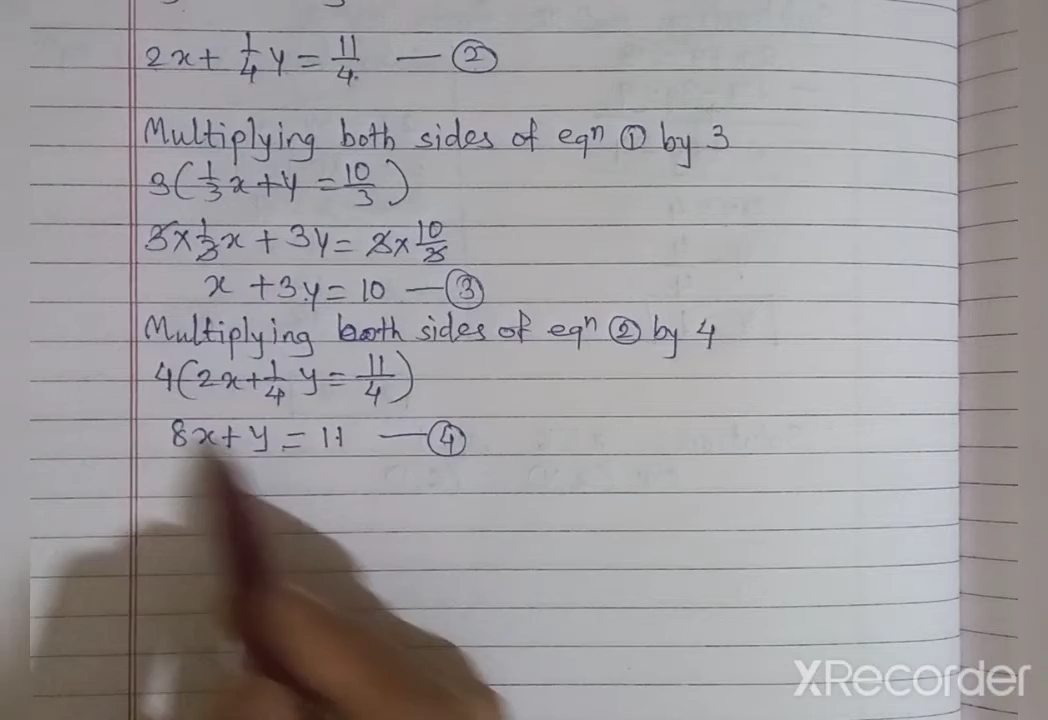 2x + 1/4 y = 11/4 — ②
Multiplying both sides of eqⁿ ① by 3
3(1/3 x + y = 10/3)
3 × 1/3 x + 3y = 3 × 10/3
x + 3y = 10 — ③
Multiplying both sides of eqⁿ ② by 4
4(2x + 1/4 y = 11/4)
8x + y = 11 — ④
XRecorder